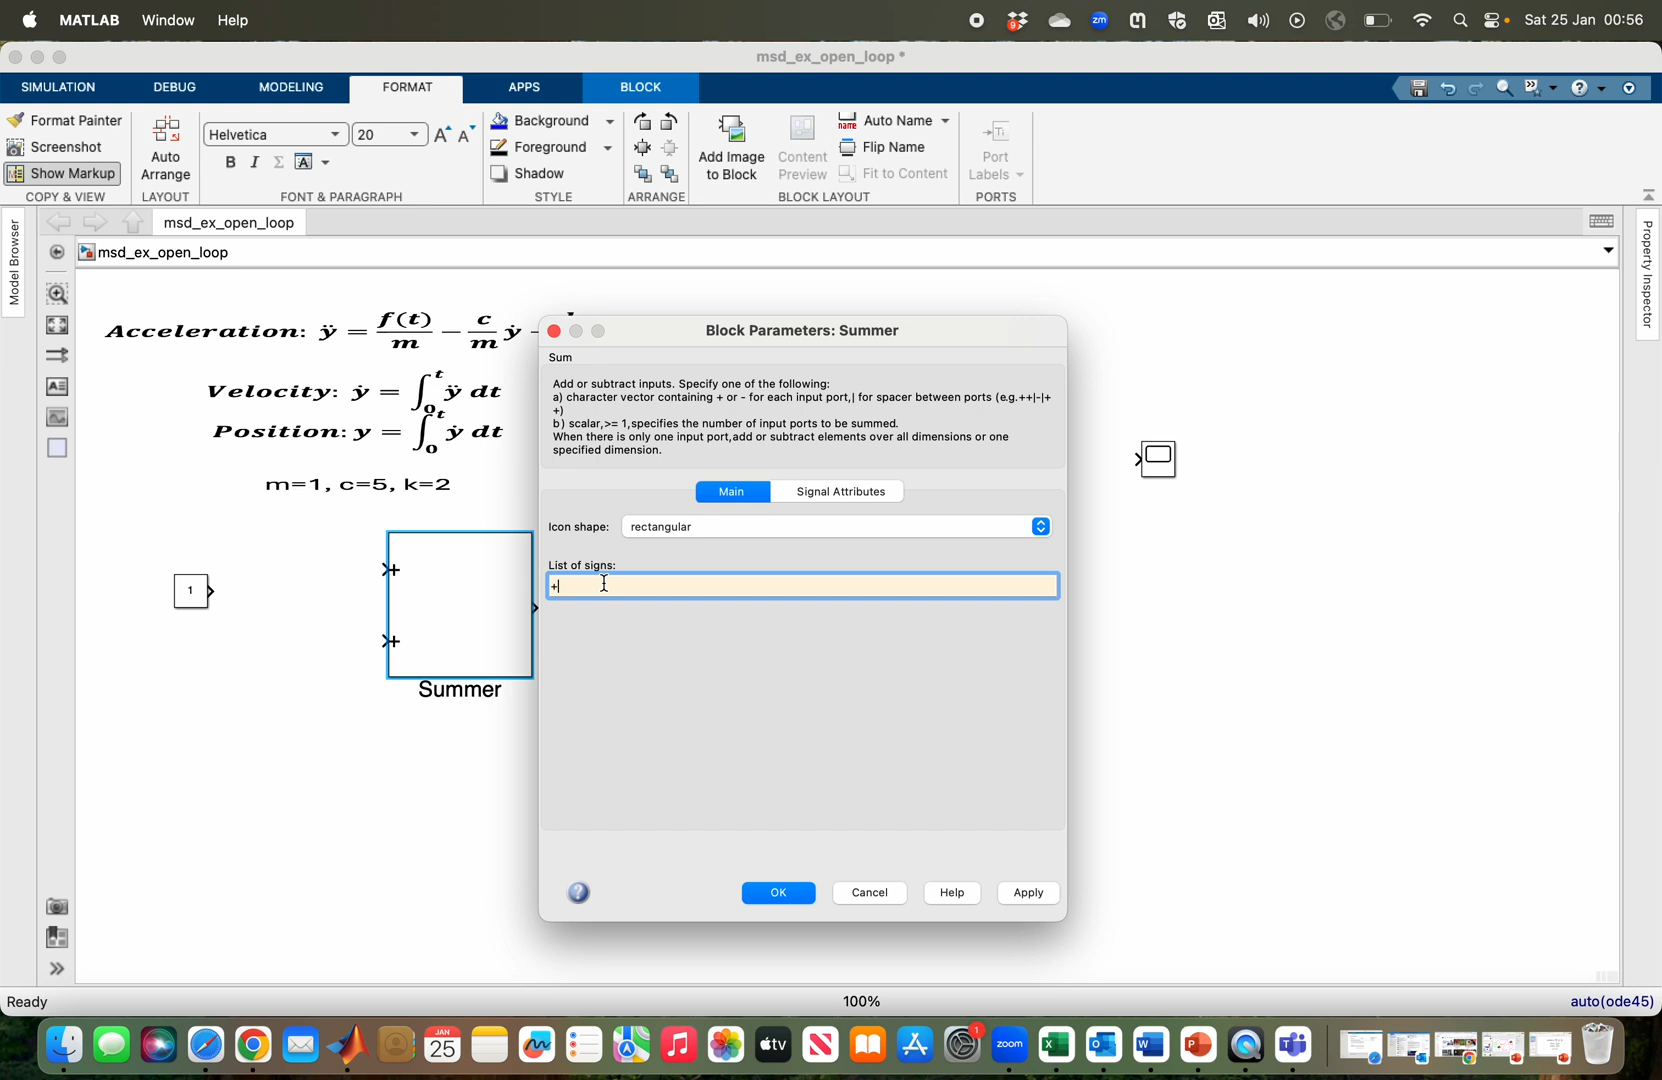 MATLAB Window Help
9 zm Sat 25 Jan 00:56
msd_ex_open_loop *
SIMULATION DEBUG MODELING FORMAT APPS BLOCK
Format Painter
Screenshot
Show Markup
COPY & VIEW
Auto
Arrange
LAYOUT
Helvetica 20
B I Σ A
FONT & PARAGRAPH
Background
Foreground
Shadow
STYLE
ARRANGE
Add Image
to Block
Content
Preview
Auto Name
Flip Name
Fit to Content
BLOCK LAYOUT
Port
Labels
PORTS
Model Browser
msd_ex_open_loop
msd_ex_open_loop
Property Inspector
Acceleration: ÿ = f(t)/m − c/m ẏ −
Velocity: ẏ = ∫₀ᵗ ÿ dt
Position: y = ∫₀ᵗ ẏ dt
m=1, c=5, k=2
1
Summer
Block Parameters: Summer
Sum
Add or subtract inputs. Specify one of the following:
a) character vector containing + or - for each input port,| for spacer between ports (e.g.++|-|+
+)
b) scalar,>= 1,specifies the number of input ports to be summed.
When there is only one input port,add or subtract elements over all dimensions or one
specified dimension.
Main Signal Attributes
Icon shape: rectangular
List of signs:
+
OK Cancel Help Apply
Ready 100% auto(ode45)
JAN
25
tv
1
zoom